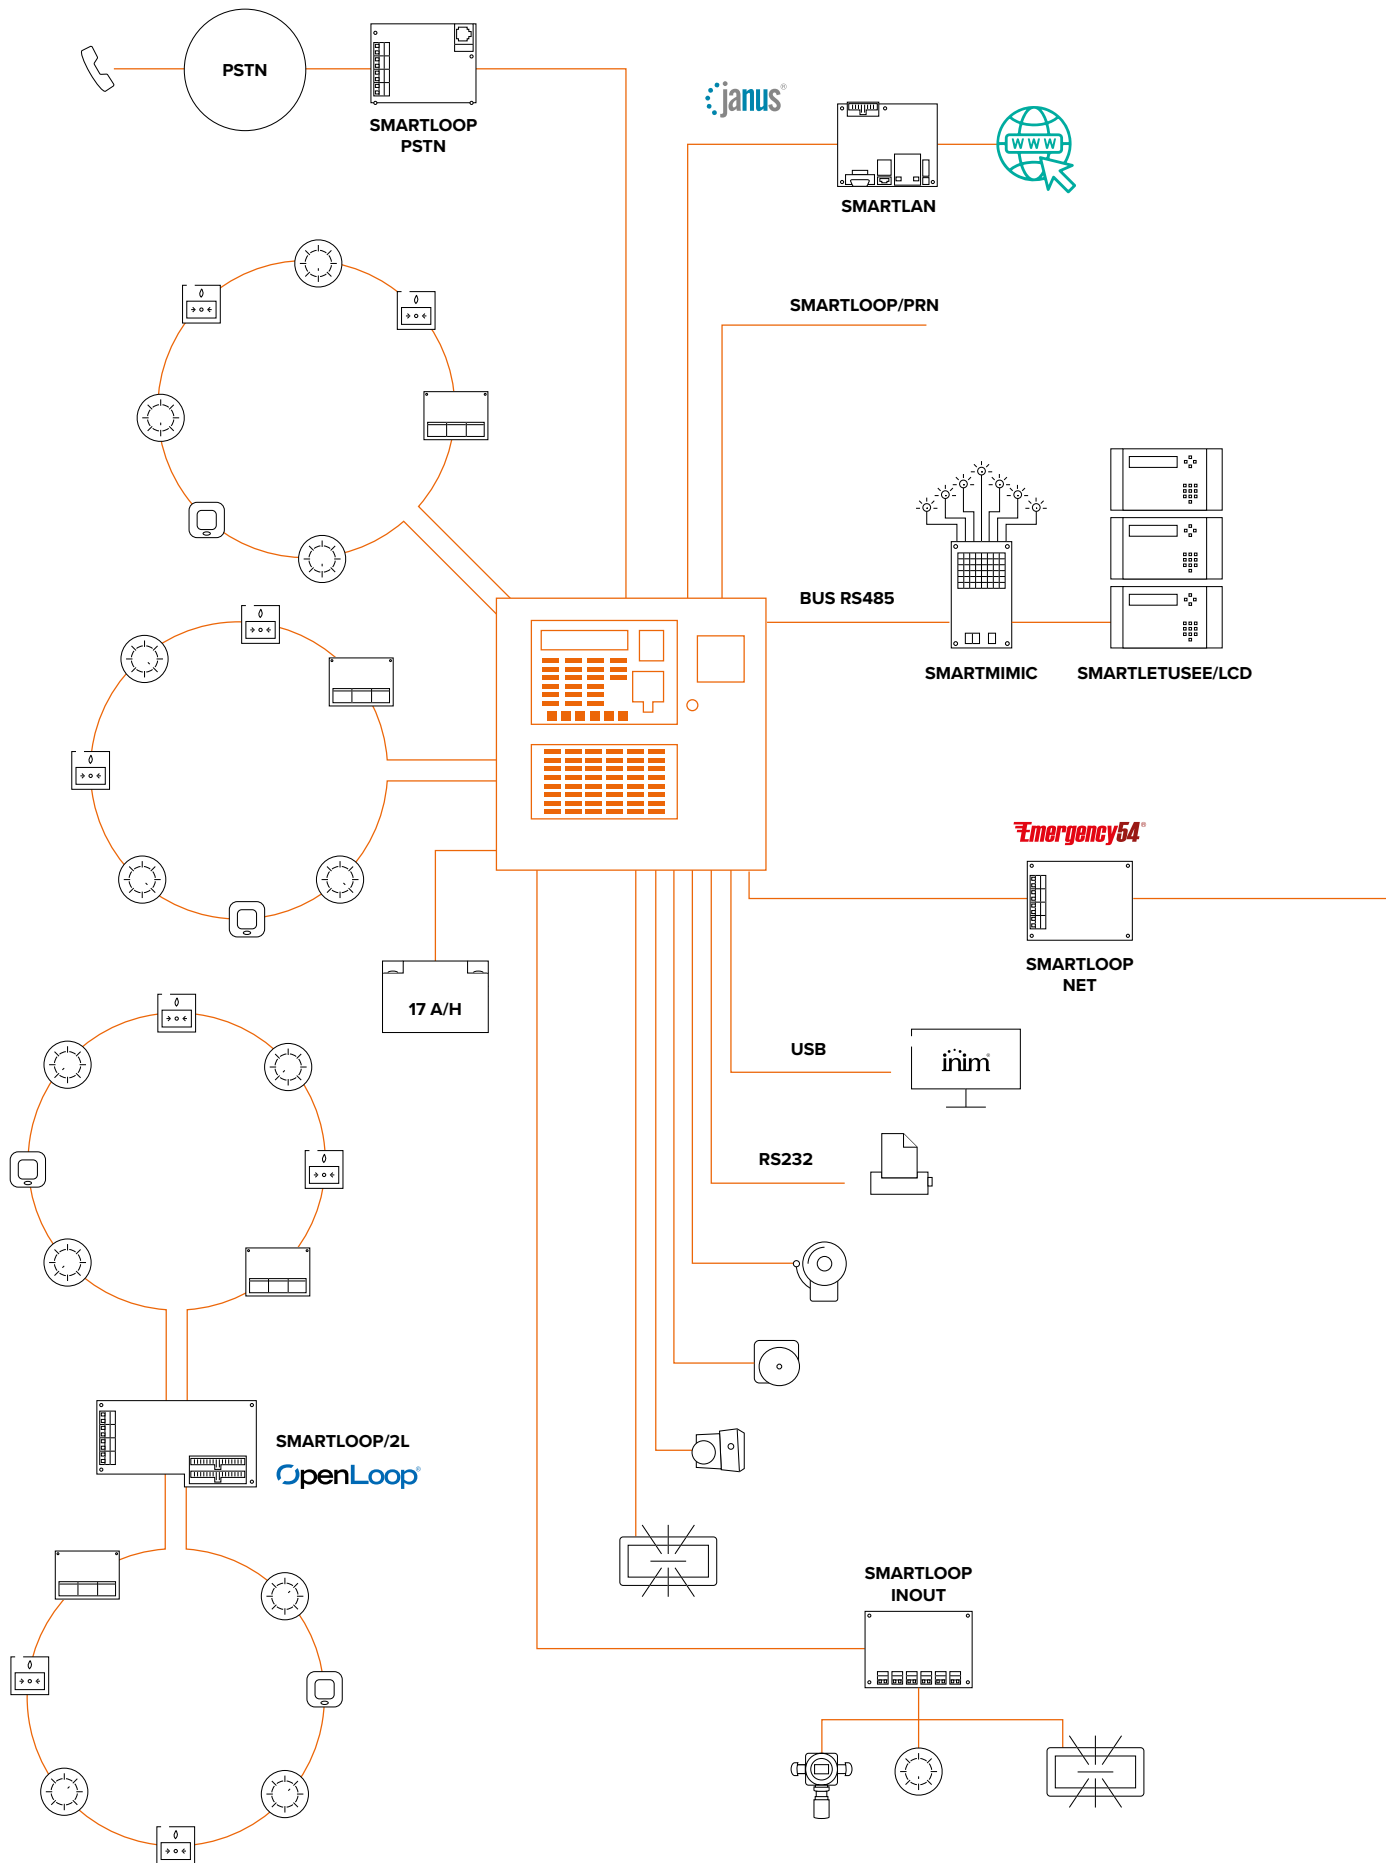 PSTN
SMARTLOOP
PSTN
janus®
WWW
SMARTLAN
SMARTLOOP/PRN
BUS RS485
SMARTMIMIC
SMARTLETUSEE/LCD
Emergency54®
SMARTLOOP
NET
17 A/H
USB
inim®
RS232
SMARTLOOP/2L
OpenLoop®
SMARTLOOP
INOUT